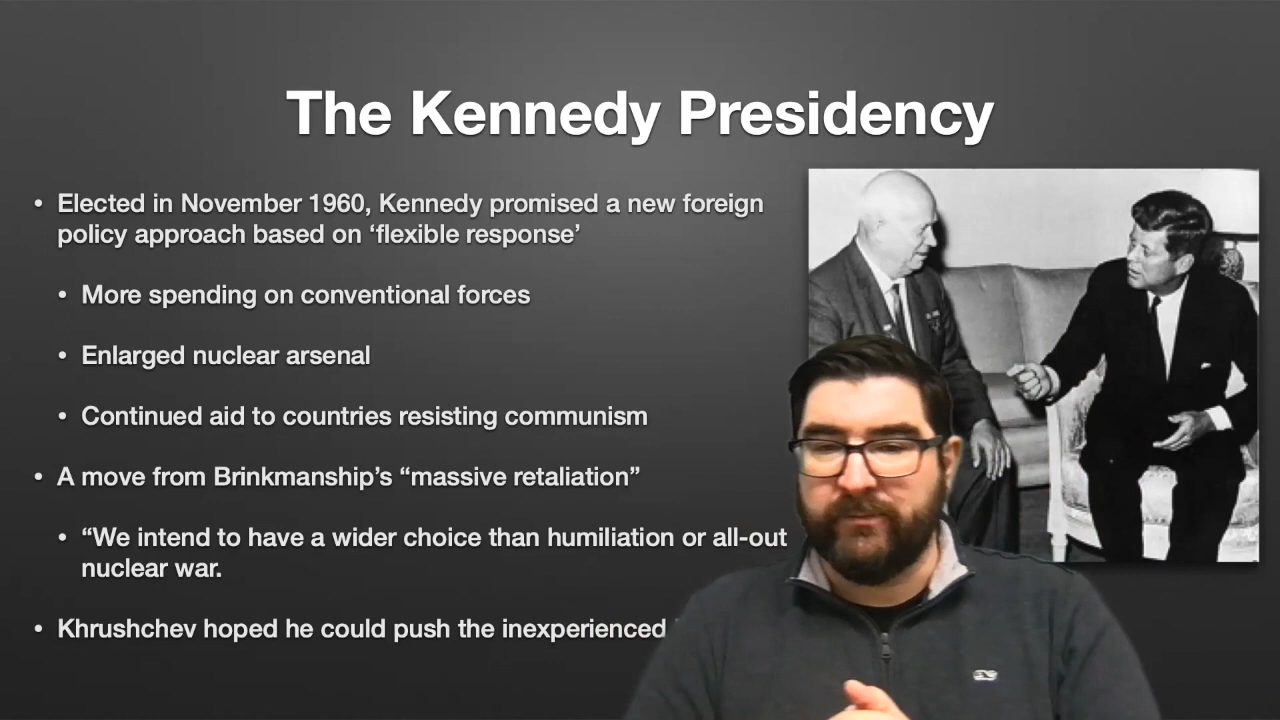 The Kennedy Presidency
• Elected in November 1960, Kennedy promised a new foreign
policy approach based on ‘flexible response’
• More spending on conventional forces
• Enlarged nuclear arsenal
• Continued aid to countries resisting communism
• A move from Brinkmanship’s “massive retaliation”
• “We intend to have a wider choice than humiliation or all-out
nuclear war.
• Khrushchev hoped he could push the inexperienced